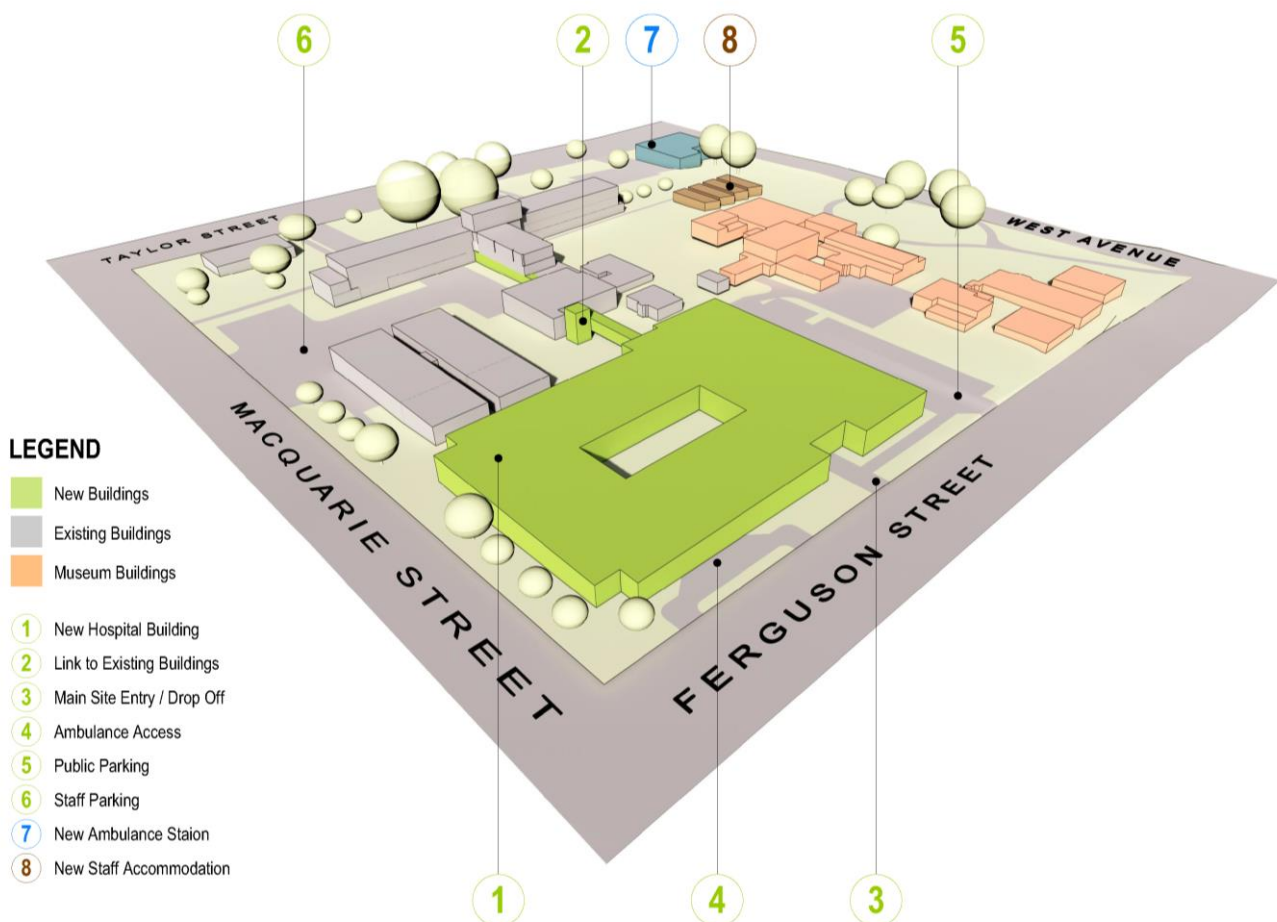 6
2
7
8
5
TAYLOR STREET
WEST AVENUE
MACQUARIE STREET
FERGUSON STREET
LEGEND
New Buildings
Existing Buildings
Museum Buildings
1 New Hospital Building
2 Link to Existing Buildings
3 Main Site Entry / Drop Off
4 Ambulance Access
5 Public Parking
6 Staff Parking
7 New Ambulance Staion
8 New Staff Accommodation
1
4
3